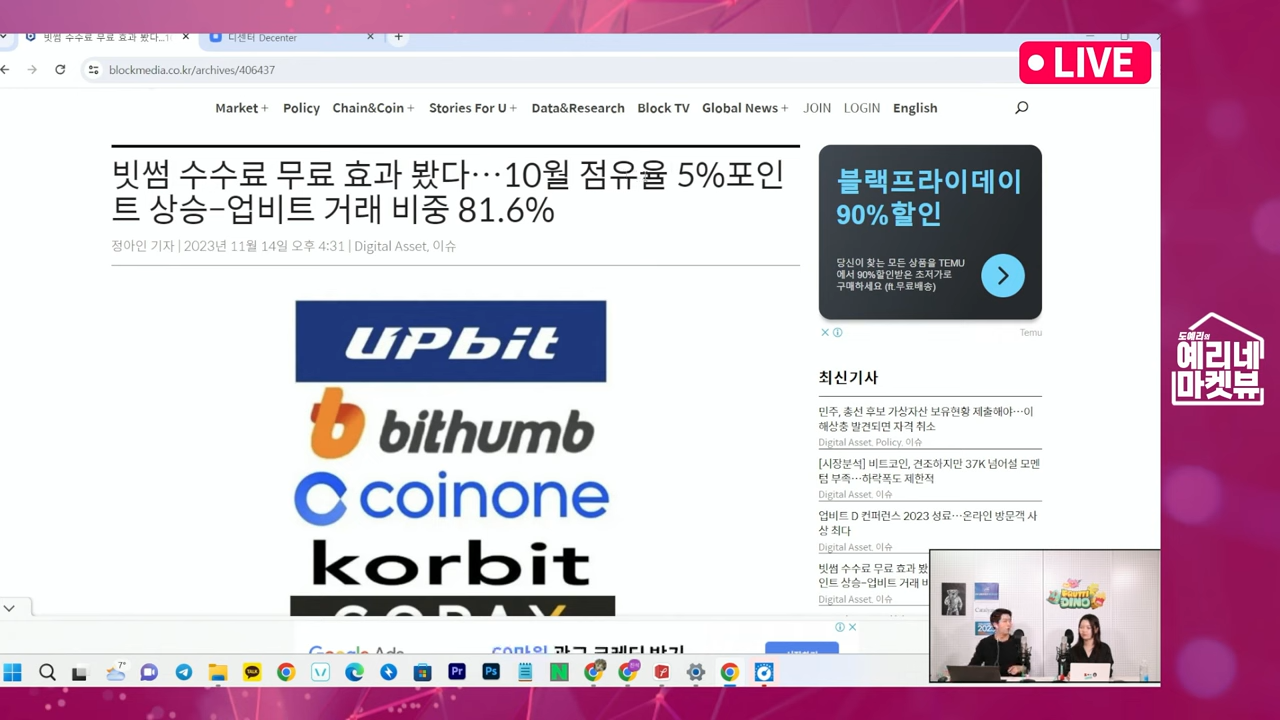 빗썸 수수료 무료 효과 봤다...1
디센터 Decenter
LIVE
blockmedia.co.kr/archives/406437
Market + Policy Chain&Coin + Stories For U + Data&Research Block TV Global News + JOIN LOGIN English
빗썸 수수료 무료 효과 봤다…10월 점유율 5%포인
트 상승-업비트 거래 비중 81.6%
정아인 기자 | 2023년 11월 14일 오후 4:31 | Digital Asset, 이슈
UPbit
bithumb
coinone
korbit
블랙프라이데이
90%할인
당신이 찾는 모든 상품을 TEMU
에서 90%할인받은 초저가로
구매하세요 (ft.무료배송)
Temu
최신기사
민주, 총선 후보 가상자산 보유현황 제출해야…이
해상충 발견되면 자격 취소
Digital Asset, Policy, 이슈
[시장분석] 비트코인, 견조하지만 37K 넘어설 모멘
텀 부족…하락폭도 제한적
Digital Asset, 이슈
업비트 D 컨퍼런스 2023 성료…온라인 방문객 사
상 최다
Digital Asset, 이슈
빗썸 수수료 무료 효과 봤
인트 상승-업비트 거래 비
Digital Asset, 이슈
도예리의
예리네
마켓뷰
FRUTTI
DINO
7°
Pr
Ps
N